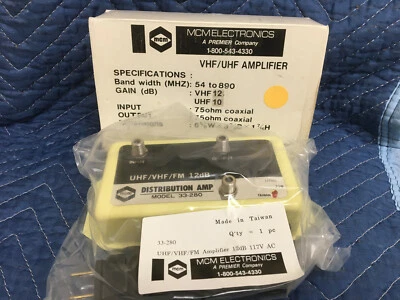 mcm
MCM ELECTRONICS
A PREMIER Company
1-800-543-4330
VHF/UHF AMPLIFIER
SPECIFICATIONS :
Band width (MHZ): 54 to 890
GAIN (dB) : VHF 12
UHF 10
INPUT 75ohm coaxial
75ohm coaxial
UHF/VHF/FM 12dB
DISTRIBUTION AMP
MODEL: 33-280
Made in Taiwan
33-280 Q'ty = 1 pc
UHF/VHF/FM Amplifier 12dB 117V AC
MCM ELECTRONICS
A PREMIER Company
1-800-543-4330